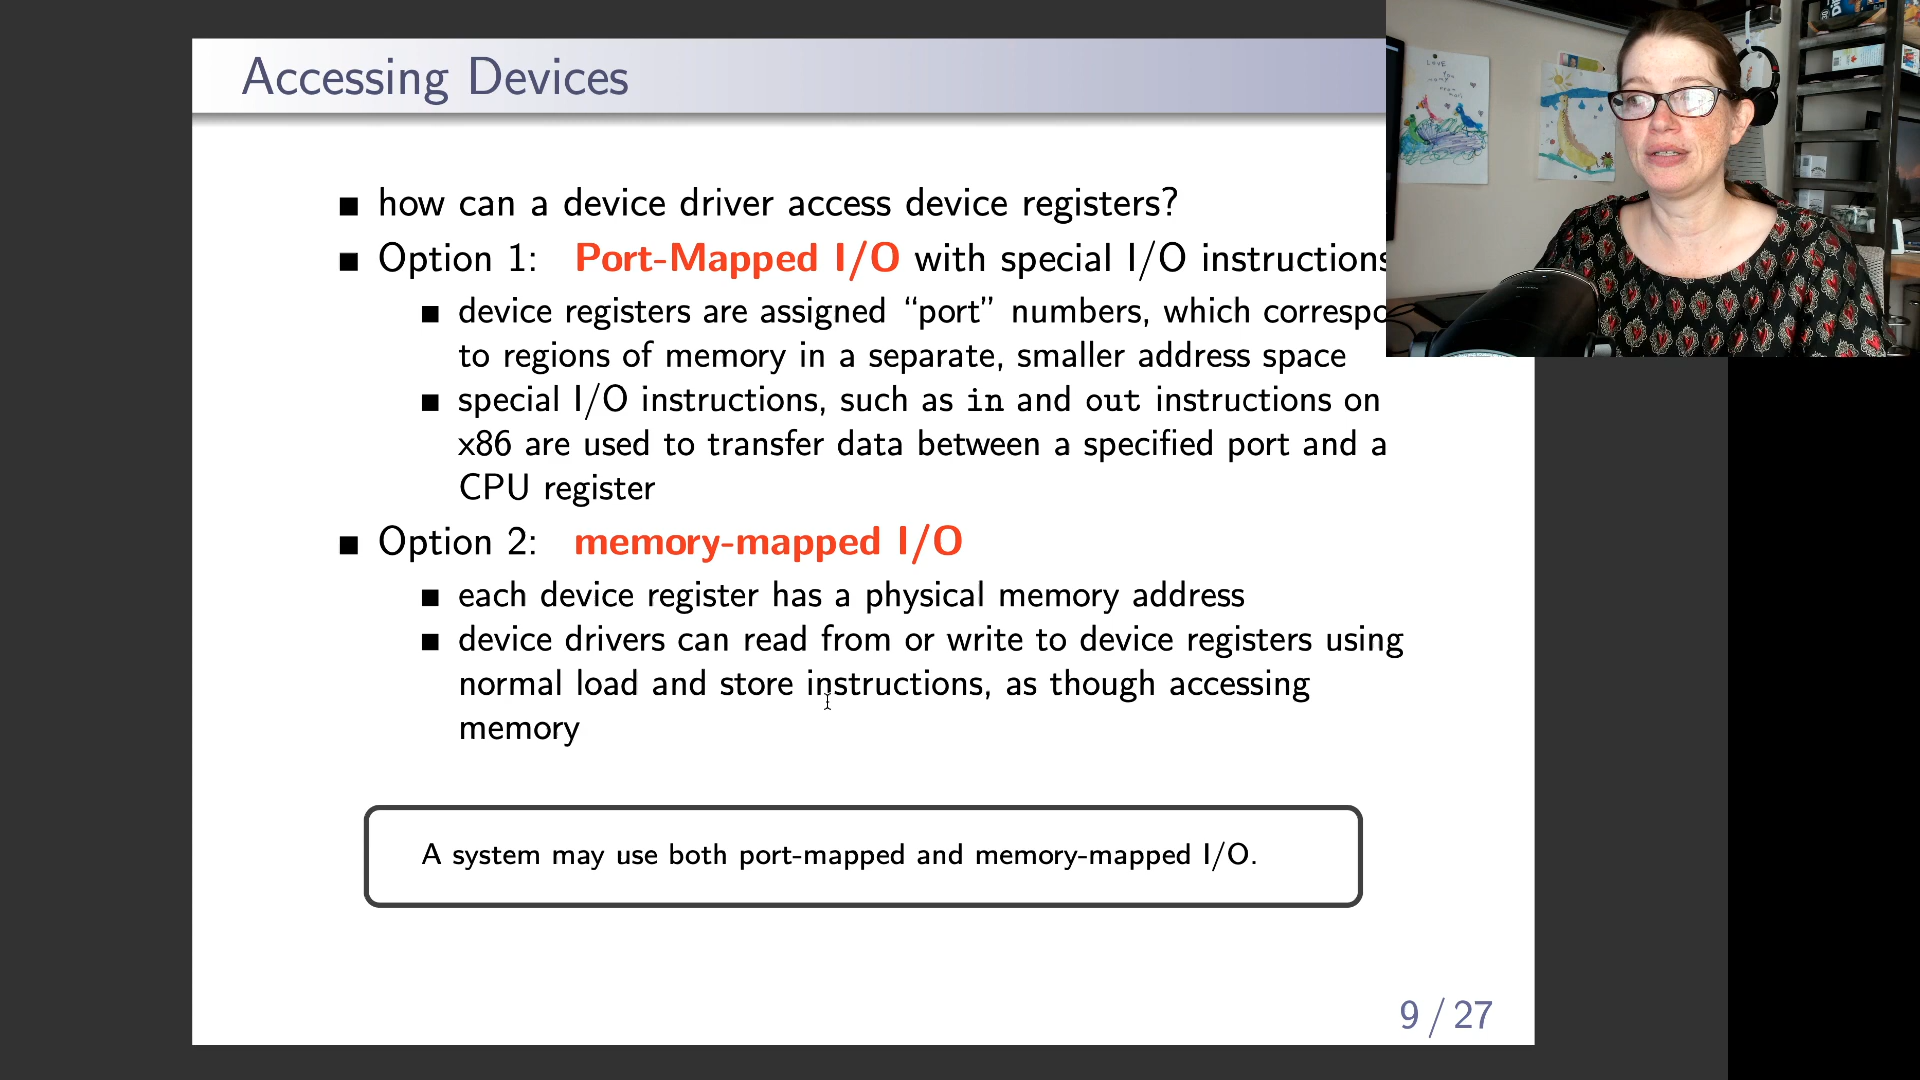 Accessing Devices
how can a device driver access device registers?
Option 1: Port-Mapped I/O with special I/O instructions
device registers are assigned “port” numbers, which
to regions of memory in a separate, smaller address space
special I/O instructions, such as in and out instructions on
x86 are used to transfer data between a specified port and a
CPU register
Option 2: memory-mapped I/O
each device register has a physical memory address
device drivers can read from or write to device registers using
normal load and store instructions, as though accessing
memory
A system may use both port-mapped and memory-mapped I/O.
9 / 27
LOVE